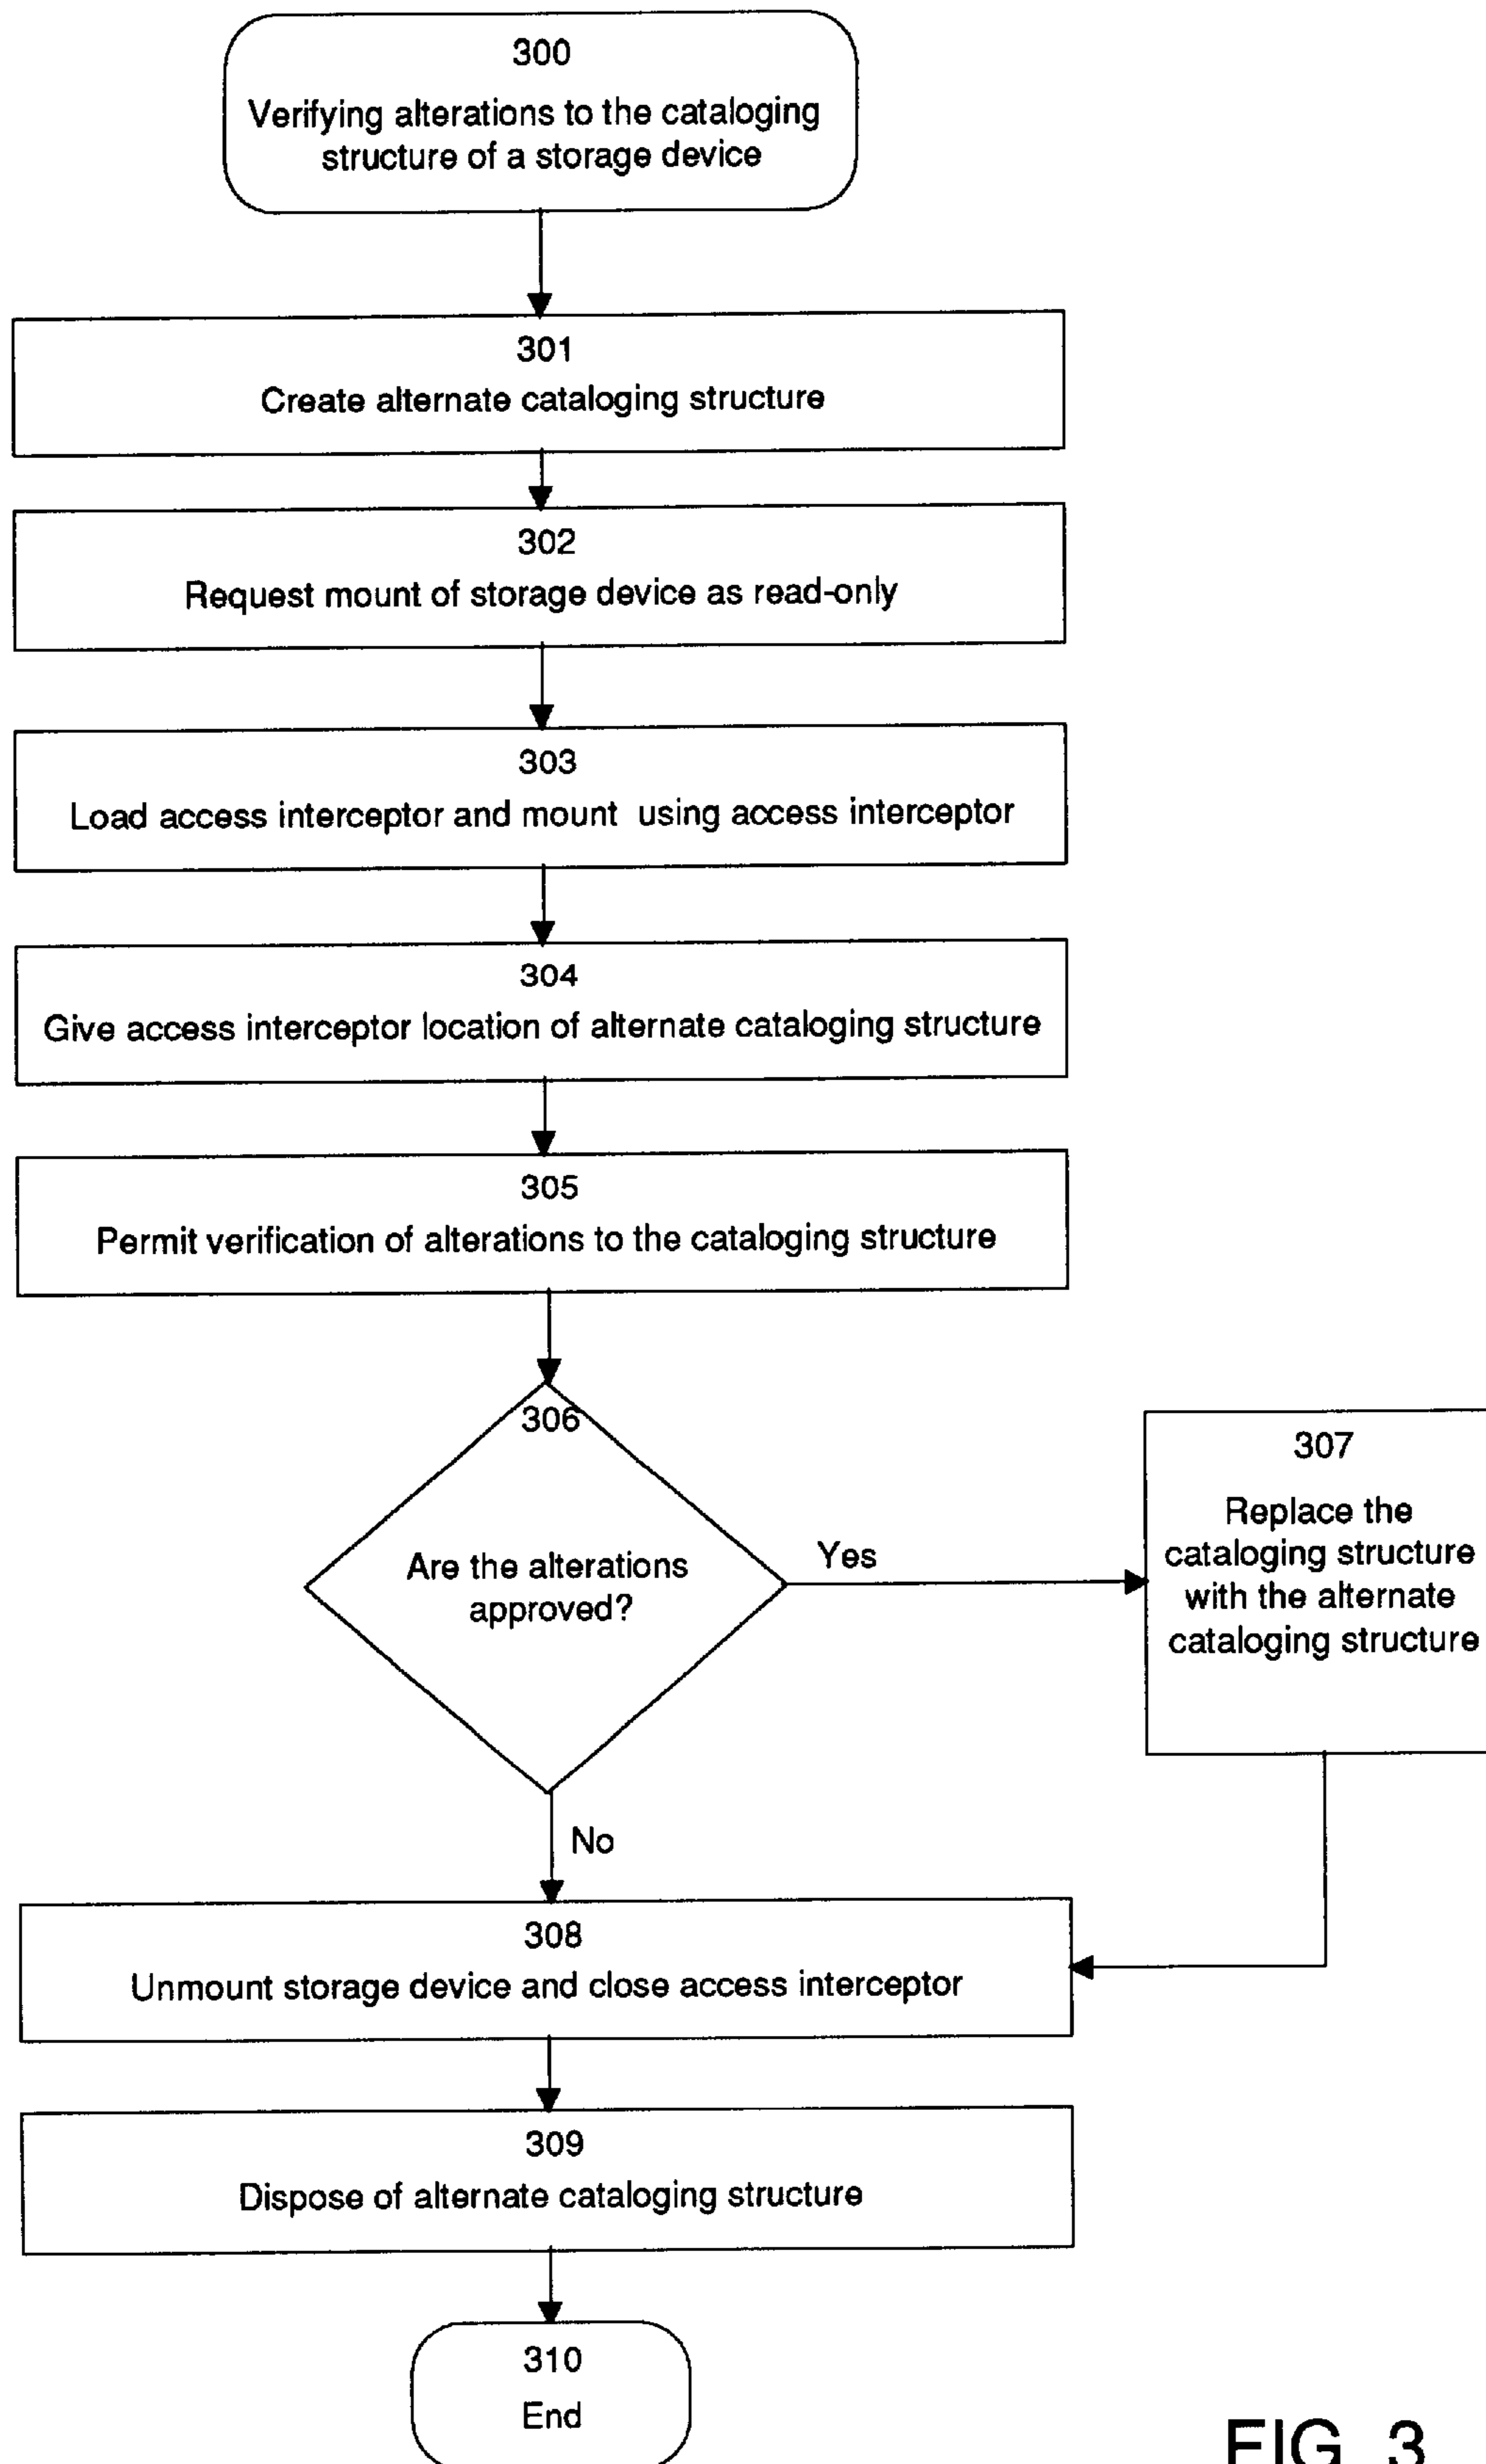 300
Verifying alterations to the cataloging
structure of a storage device
301
Create alternate cataloging structure
302
Request mount of storage device as read-only
303
Load access interceptor and mount using access interceptor
304
Give access interceptor location of alternate cataloging structure
305
Permit verification of alterations to the cataloging structure
306
Are the alterations
approved?
Yes
307
Replace the
cataloging structure
with the alternate
cataloging structure
No
308
Unmount storage device and close access interceptor
309
Dispose of alternate cataloging structure
310
End
FIG. 3